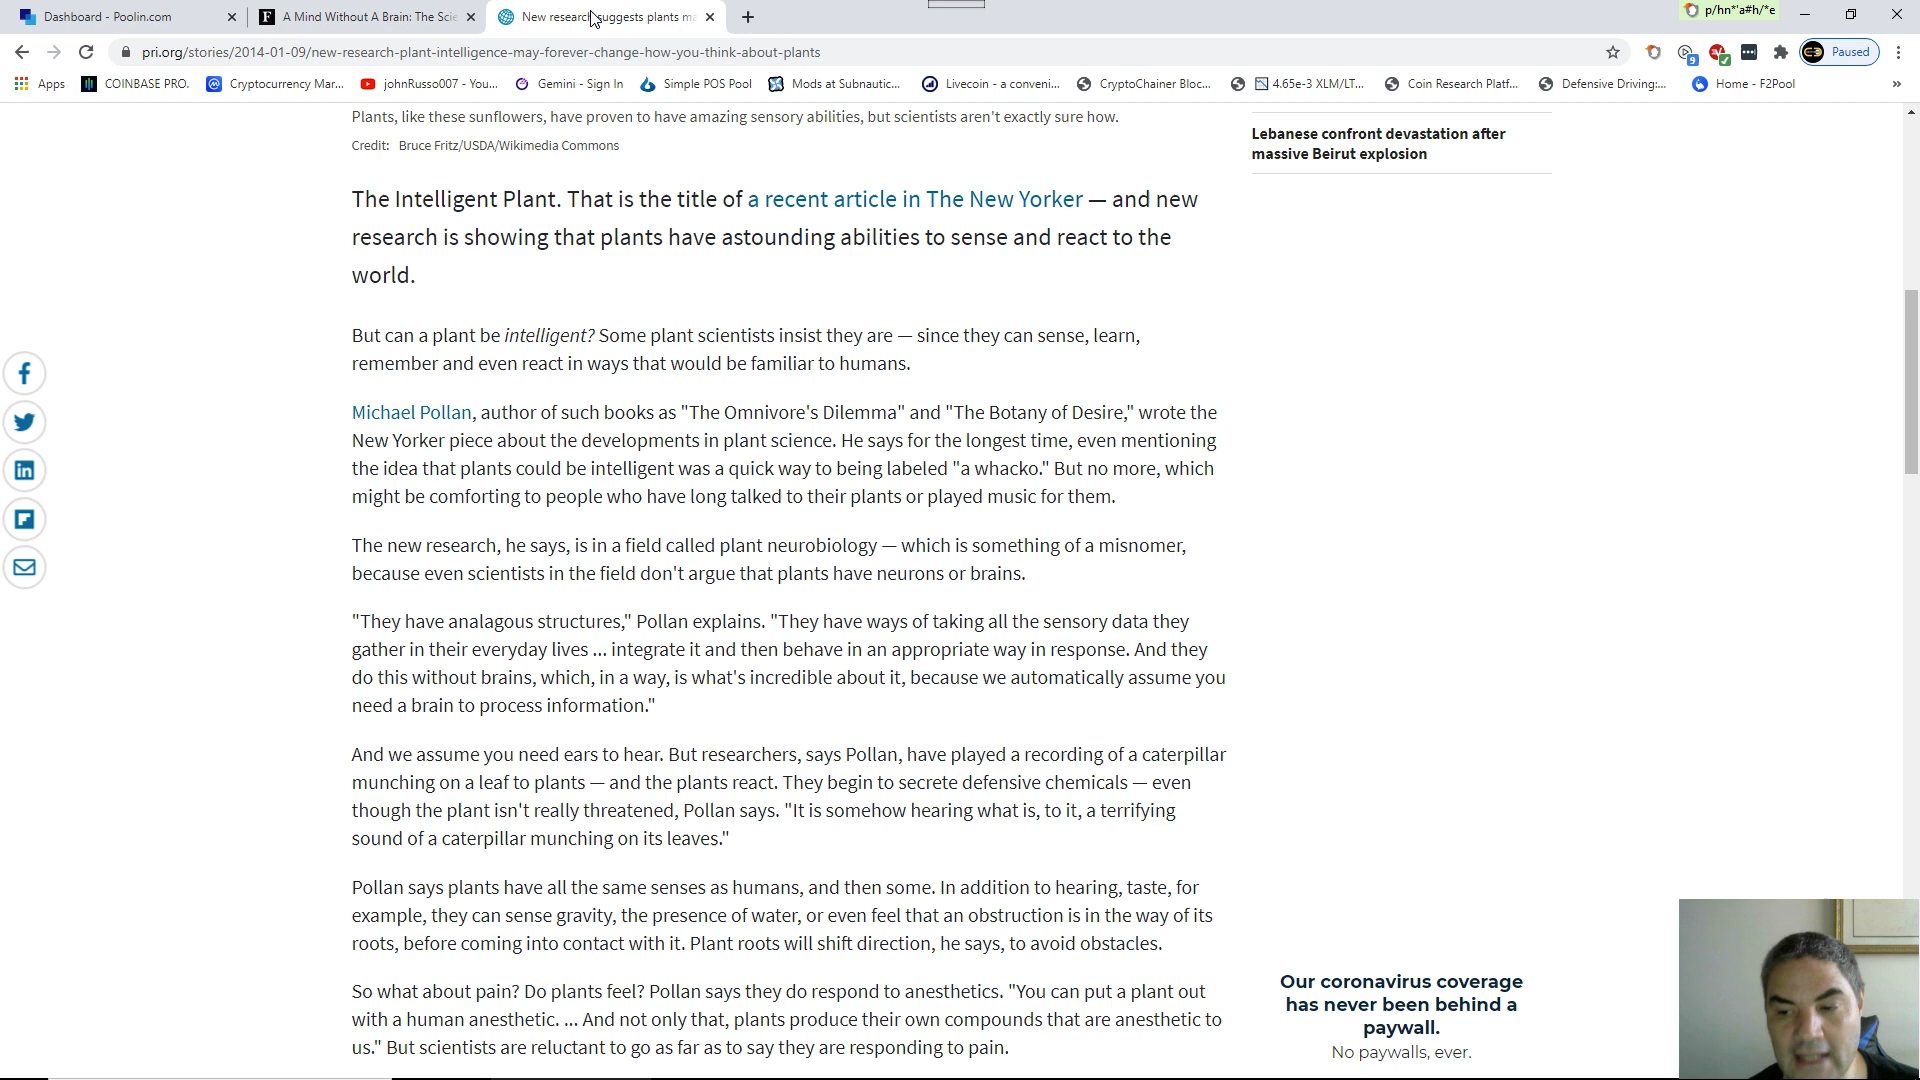 Dashboard - Poolin.com
A Mind Without A Brain: The Scie
New research suggests plants ma
p/hn*'a#h/*e
pri.org/stories/2014-01-09/new-research-plant-intelligence-may-forever-change-how-you-think-about-plants
9
Paused
Apps
COINBASE PRO.
Cryptocurrency Mar...
johnRusso007 - You...
Gemini - Sign In
Simple POS Pool
Mods at Subnautic...
Livecoin - a conveni...
CryptoChainer Bloc...
4.65e-3 XLM/LT...
Coin Research Platf...
Defensive Driving:...
Home - F2Pool
»
Plants, like these sunflowers, have proven to have amazing sensory abilities, but scientists aren't exactly sure how.
Credit: Bruce Fritz/USDA/Wikimedia Commons
Lebanese confront devastation after
massive Beirut explosion
The Intelligent Plant. That is the title of a recent article in The New Yorker — and new
research is showing that plants have astounding abilities to sense and react to the
world.
But can a plant be intelligent? Some plant scientists insist they are — since they can sense, learn,
remember and even react in ways that would be familiar to humans.
Michael Pollan, author of such books as "The Omnivore's Dilemma" and "The Botany of Desire," wrote the
New Yorker piece about the developments in plant science. He says for the longest time, even mentioning
the idea that plants could be intelligent was a quick way to being labeled "a whacko." But no more, which
might be comforting to people who have long talked to their plants or played music for them.
The new research, he says, is in a field called plant neurobiology — which is something of a misnomer,
because even scientists in the field don't argue that plants have neurons or brains.
"They have analagous structures," Pollan explains. "They have ways of taking all the sensory data they
gather in their everyday lives ... integrate it and then behave in an appropriate way in response. And they
do this without brains, which, in a way, is what's incredible about it, because we automatically assume you
need a brain to process information."
And we assume you need ears to hear. But researchers, says Pollan, have played a recording of a caterpillar
munching on a leaf to plants — and the plants react. They begin to secrete defensive chemicals — even
though the plant isn't really threatened, Pollan says. "It is somehow hearing what is, to it, a terrifying
sound of a caterpillar munching on its leaves."
Pollan says plants have all the same senses as humans, and then some. In addition to hearing, taste, for
example, they can sense gravity, the presence of water, or even feel that an obstruction is in the way of its
roots, before coming into contact with it. Plant roots will shift direction, he says, to avoid obstacles.
So what about pain? Do plants feel? Pollan says they do respond to anesthetics. "You can put a plant out
with a human anesthetic. ... And not only that, plants produce their own compounds that are anesthetic to
us." But scientists are reluctant to go as far as to say they are responding to pain.
Our coronavirus coverage
has never been behind a
paywall.
No paywalls, ever.